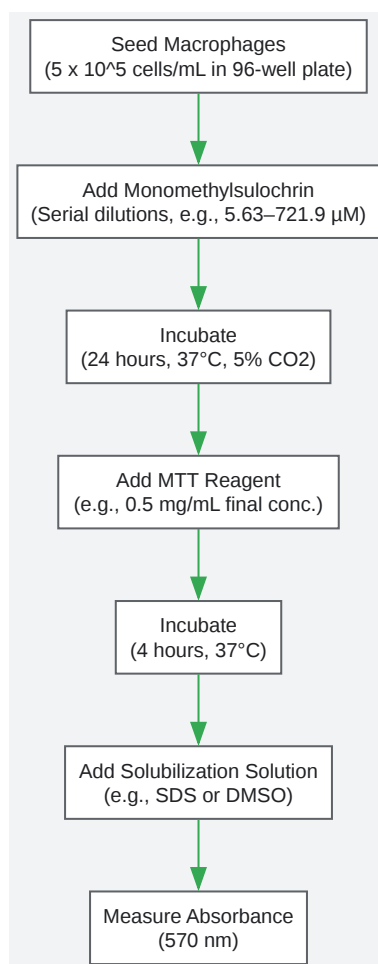 Seed Macrophages
(5 x 10^5 cells/mL in 96-well plate)
Add Monomethylsulochrin
(Serial dilutions, e.g., 5.63–721.9 µM)
Incubate
(24 hours, 37°C, 5% CO2)
Add MTT Reagent
(e.g., 0.5 mg/mL final conc.)
Incubate
(4 hours, 37°C)
Add Solubilization Solution
(e.g., SDS or DMSO)
Measure Absorbance
(570 nm)